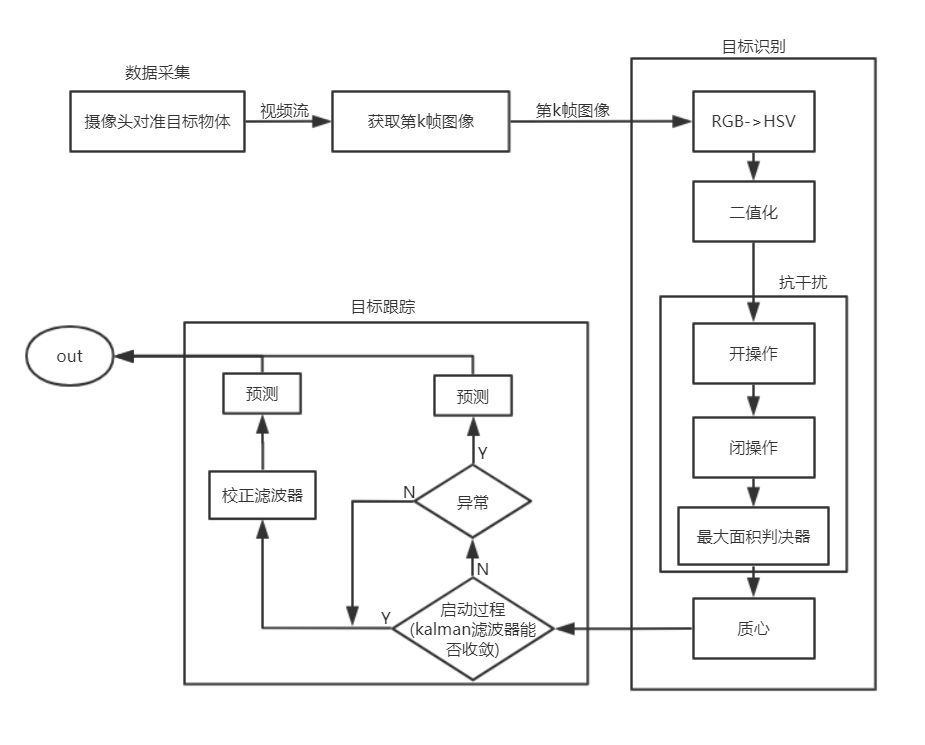 目标识别
数据采集
摄像头对准目标物体
视频流
获取第k帧图像
第k帧图像
RGB->HSV
二值化
抗干扰
开操作
闭操作
最大面积判决器
质心
目标跟踪
out
预测
预测
Y
校正滤波器
N
异常
N
Y
启动过程
(kalman滤波器能
否收敛)